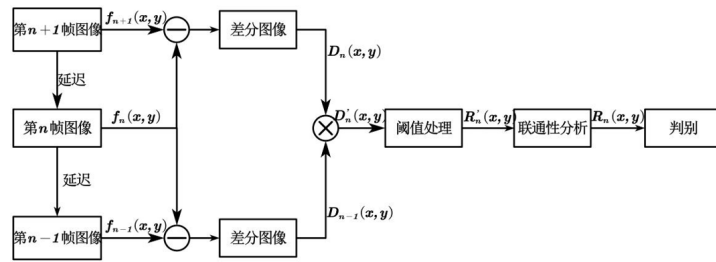 第n+1帧图像
f_{n+1}(x,y)
−
差分图像
D_n(x,y)
延迟
第n帧图像
f_n(x,y)
×
D'_n(x,y)
阈值处理
R'_n(x,y)
联通性分析
R_n(x,y)
判别
延迟
D_{n-1}(x,y)
第n−1帧图像
f_{n-1}(x,y)
−
差分图像